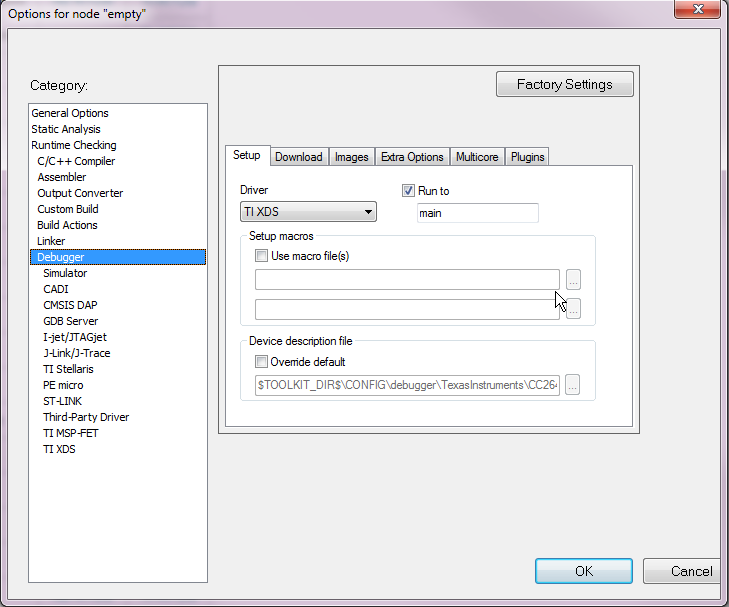 Options for node "empty"
Category:
General Options
Static Analysis
Runtime Checking
C/C++ Compiler
Assembler
Output Converter
Custom Build
Build Actions
Linker
Debugger
Simulator
CADI
CMSIS DAP
GDB Server
I-jet/JTAGjet
J-Link/J-Trace
TI Stellaris
PE micro
ST-LINK
Third-Party Driver
TI MSP-FET
TI XDS
Factory Settings
Setup Download Images Extra Options Multicore Plugins
Driver
TI XDS
Run to
main
Setup macros
Use macro file(s)
...
...
Device description file
Override default
$TOOLKIT_DIR$\CONFIG\debugger\TexasInstruments\CC264
...
OK Cancel